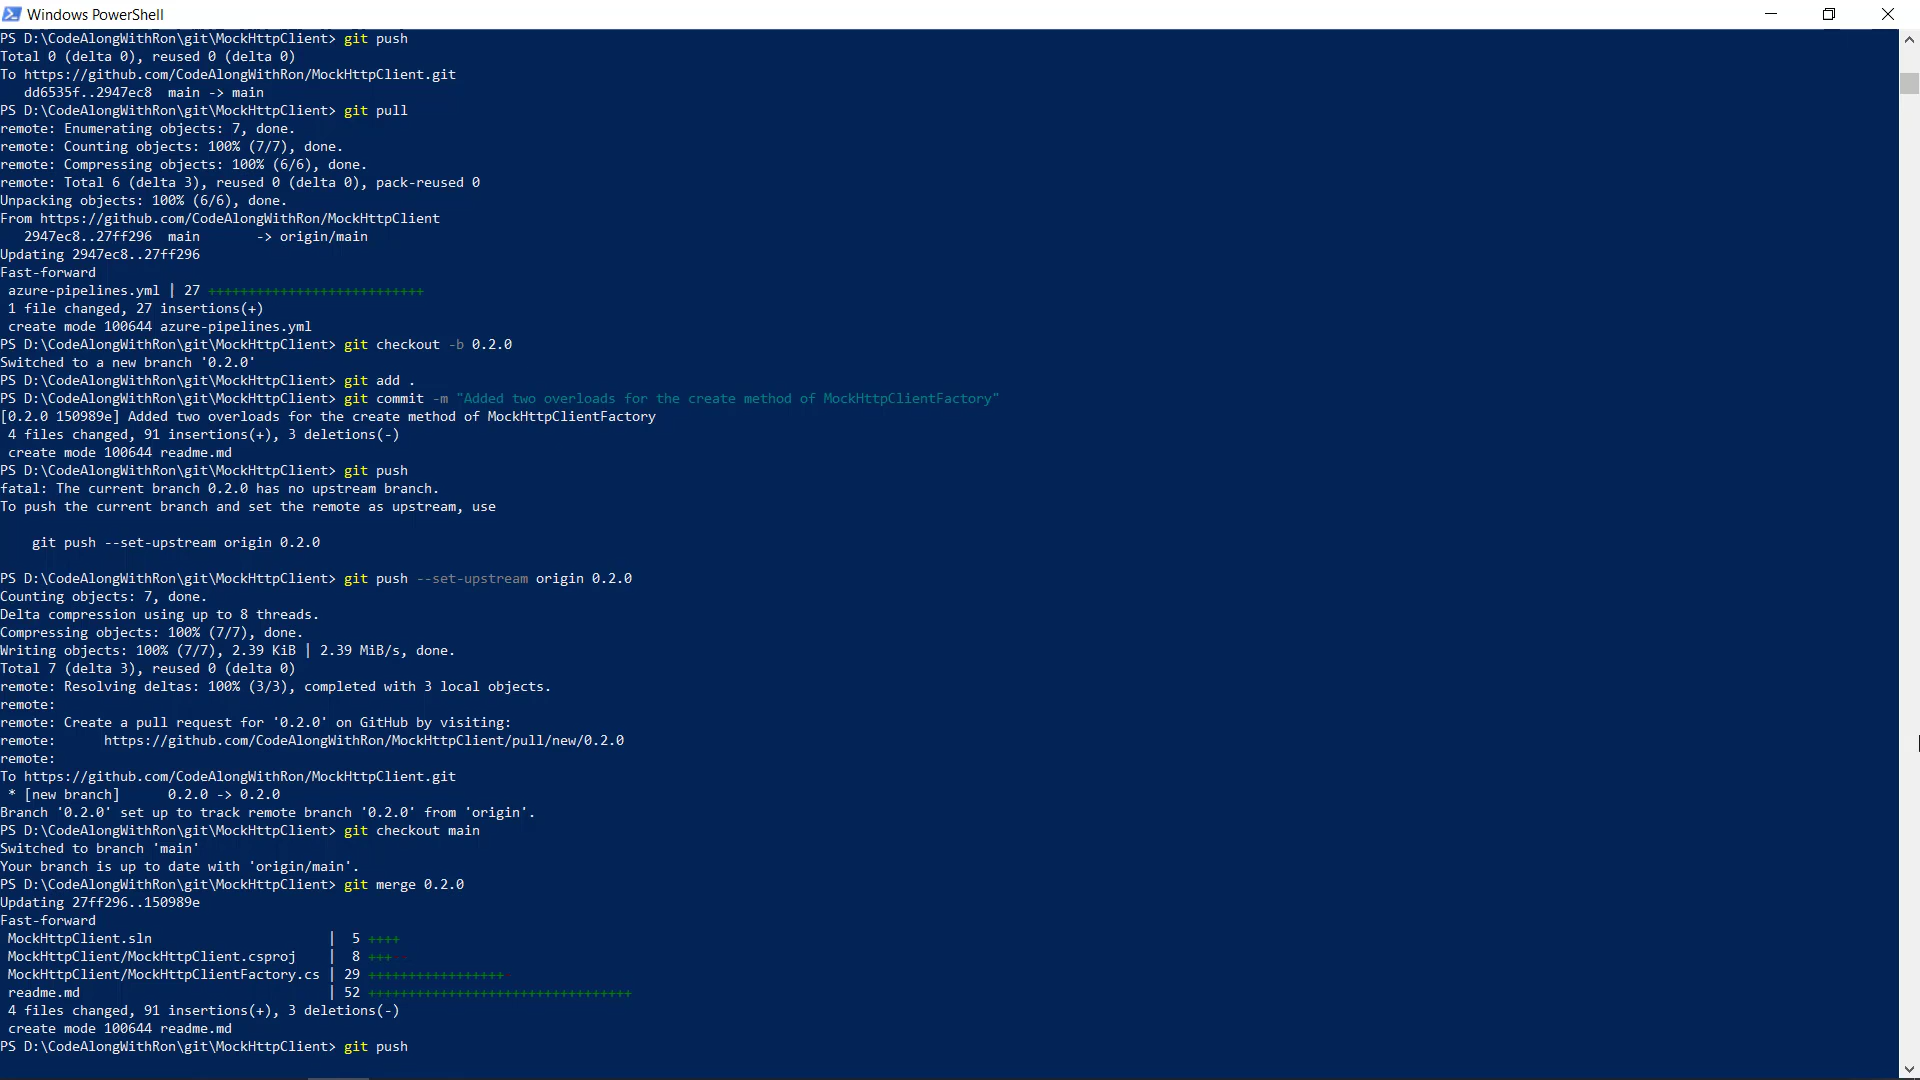 Windows PowerShell
PS D:\CodeAlongWithRon\git\MockHttpClient> git push
Total 0 (delta 0), reused 0 (delta 0)
To https://github.com/CodeAlongWithRon/MockHttpClient.git
   dd6535f..2947ec8  main -> main
PS D:\CodeAlongWithRon\git\MockHttpClient> git pull
remote: Enumerating objects: 7, done.
remote: Counting objects: 100% (7/7), done.
remote: Compressing objects: 100% (6/6), done.
remote: Total 6 (delta 3), reused 0 (delta 0), pack-reused 0
Unpacking objects: 100% (6/6), done.
From https://github.com/CodeAlongWithRon/MockHttpClient
   2947ec8..27ff296  main       -> origin/main
Updating 2947ec8..27ff296
Fast-forward
 azure-pipelines.yml | 27 +++++++++++++++++++++++++++
 1 file changed, 27 insertions(+)
 create mode 100644 azure-pipelines.yml
PS D:\CodeAlongWithRon\git\MockHttpClient> git checkout -b 0.2.0
Switched to a new branch '0.2.0'
PS D:\CodeAlongWithRon\git\MockHttpClient> git add .
PS D:\CodeAlongWithRon\git\MockHttpClient> git commit -m "Added two overloads for the create method of MockHttpClientFactory"
[0.2.0 150989e] Added two overloads for the create method of MockHttpClientFactory
 4 files changed, 91 insertions(+), 3 deletions(-)
 create mode 100644 readme.md
PS D:\CodeAlongWithRon\git\MockHttpClient> git push
fatal: The current branch 0.2.0 has no upstream branch.
To push the current branch and set the remote as upstream, use
    git push --set-upstream origin 0.2.0
PS D:\CodeAlongWithRon\git\MockHttpClient> git push --set-upstream origin 0.2.0
Counting objects: 7, done.
Delta compression using up to 8 threads.
Compressing objects: 100% (7/7), done.
Writing objects: 100% (7/7), 2.39 KiB | 2.39 MiB/s, done.
Total 7 (delta 3), reused 0 (delta 0)
remote: Resolving deltas: 100% (3/3), completed with 3 local objects.
remote:
remote: Create a pull request for '0.2.0' on GitHub by visiting:
remote:      https://github.com/CodeAlongWithRon/MockHttpClient/pull/new/0.2.0
remote:
To https://github.com/CodeAlongWithRon/MockHttpClient.git
 * [new branch]      0.2.0 -> 0.2.0
Branch '0.2.0' set up to track remote branch '0.2.0' from 'origin'.
PS D:\CodeAlongWithRon\git\MockHttpClient> git checkout main
Switched to branch 'main'
Your branch is up to date with 'origin/main'.
PS D:\CodeAlongWithRon\git\MockHttpClient> git merge 0.2.0
Updating 27ff296..150989e
Fast-forward
 MockHttpClient.sln                      |  5 ++++
 MockHttpClient/MockHttpClient.csproj    |  8 +++--
 MockHttpClient/MockHttpClientFactory.cs | 29 +++++++++++++++++-
 readme.md                               | 52 +++++++++++++++++++++++++++++++++
 4 files changed, 91 insertions(+), 3 deletions(-)
 create mode 100644 readme.md
PS D:\CodeAlongWithRon\git\MockHttpClient> git push